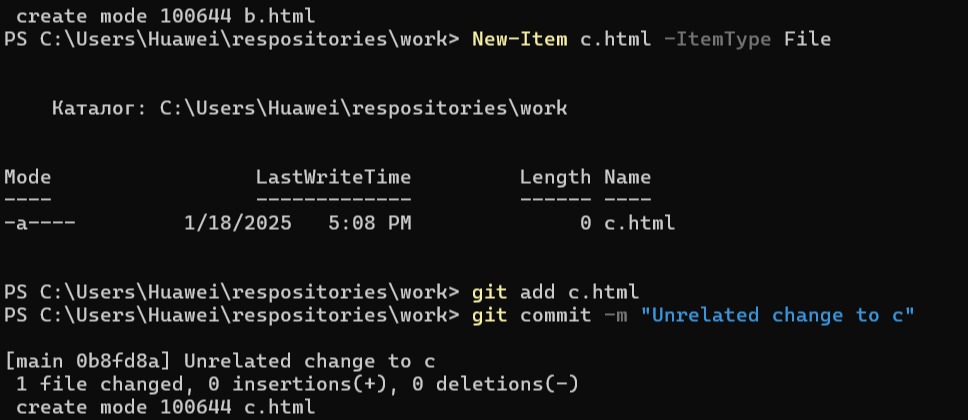 create mode 100644 b.html
PS C:\Users\Huawei\respositories\work> New-Item c.html -ItemType File
Каталог: C:\Users\Huawei\respositories\work
Mode LastWriteTime Length Name
---- ------------- ------ ----
-a---- 1/18/2025 5:08 PM 0 c.html
PS C:\Users\Huawei\respositories\work> git add c.html
PS C:\Users\Huawei\respositories\work> git commit -m "Unrelated change to c"
[main 0b8fd8a] Unrelated change to c
1 file changed, 0 insertions(+), 0 deletions(-)
create mode 100644 c.html